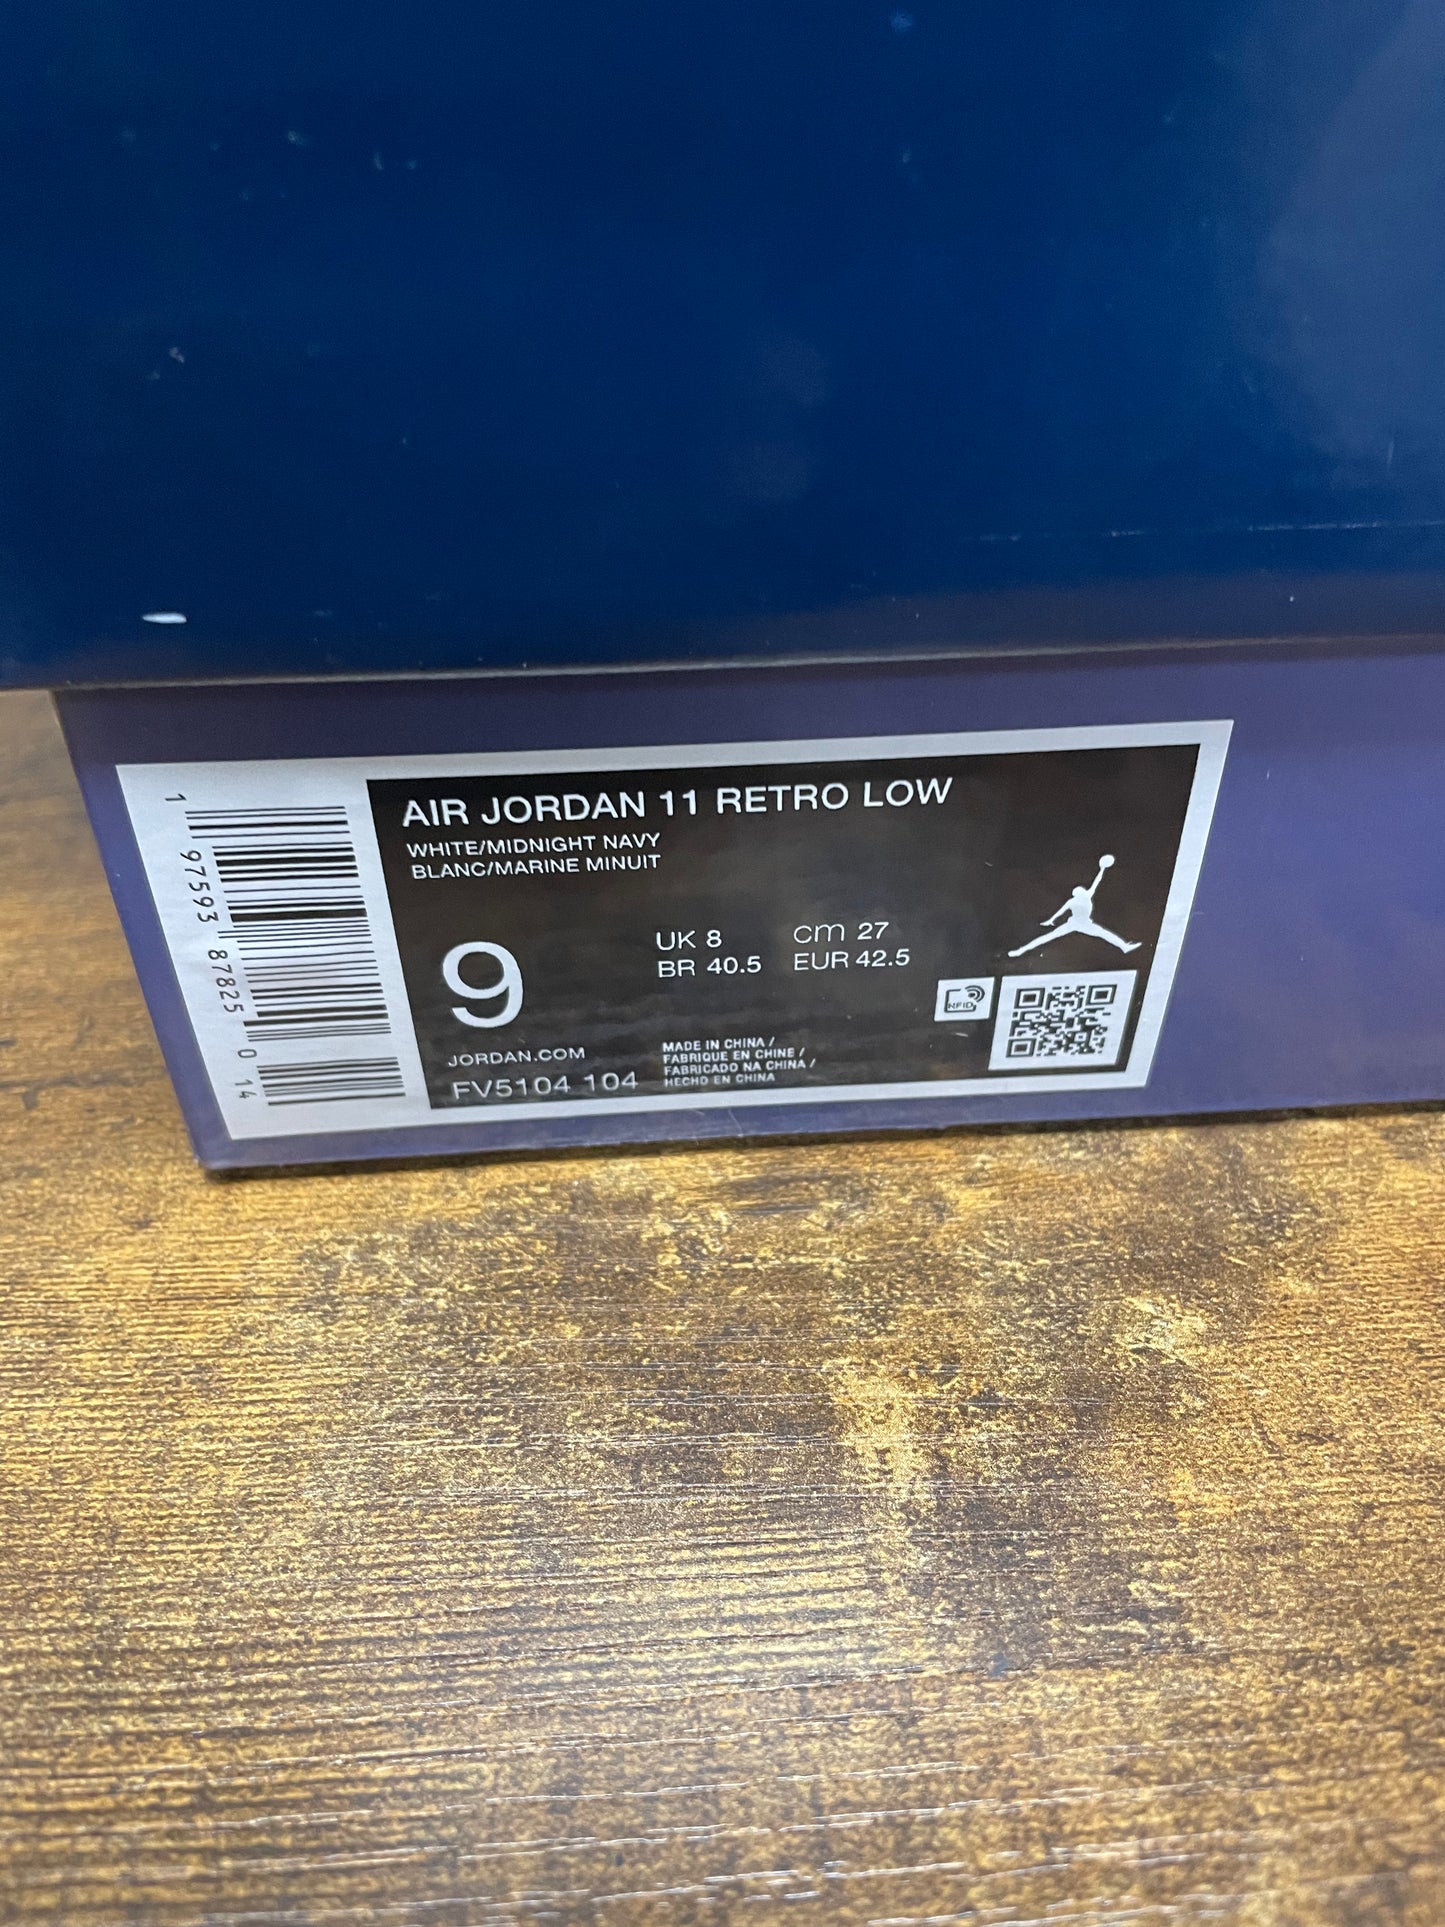 1 97593 87825 0 14
AIR JORDAN 11 RETRO LOW
WHITE/MIDNIGHT NAVY
BLANC/MARINE MINUIT
9
UK 8 cm 27
BR 40.5 EUR 42.5
RFID
JORDAN.COM
FV5104 104
MADE IN CHINA /
FABRIQUE EN CHINE /
FABRICADO NA CHINA /
HECHO EN CHINA